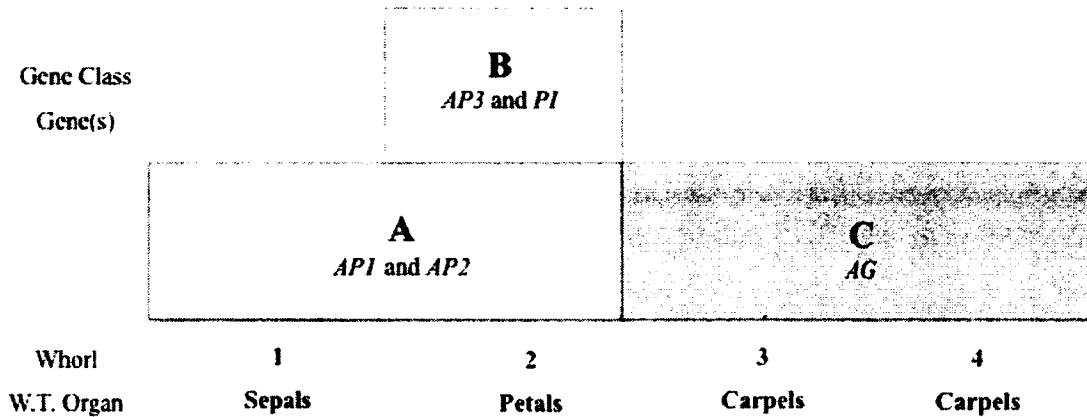 B
Gene Class
AP3 and PI
Gene(s)
A
C
AP1 and AP2
AG
Whorl 1 2 3 4
W.T. Organ Sepals Petals Carpels Carpels